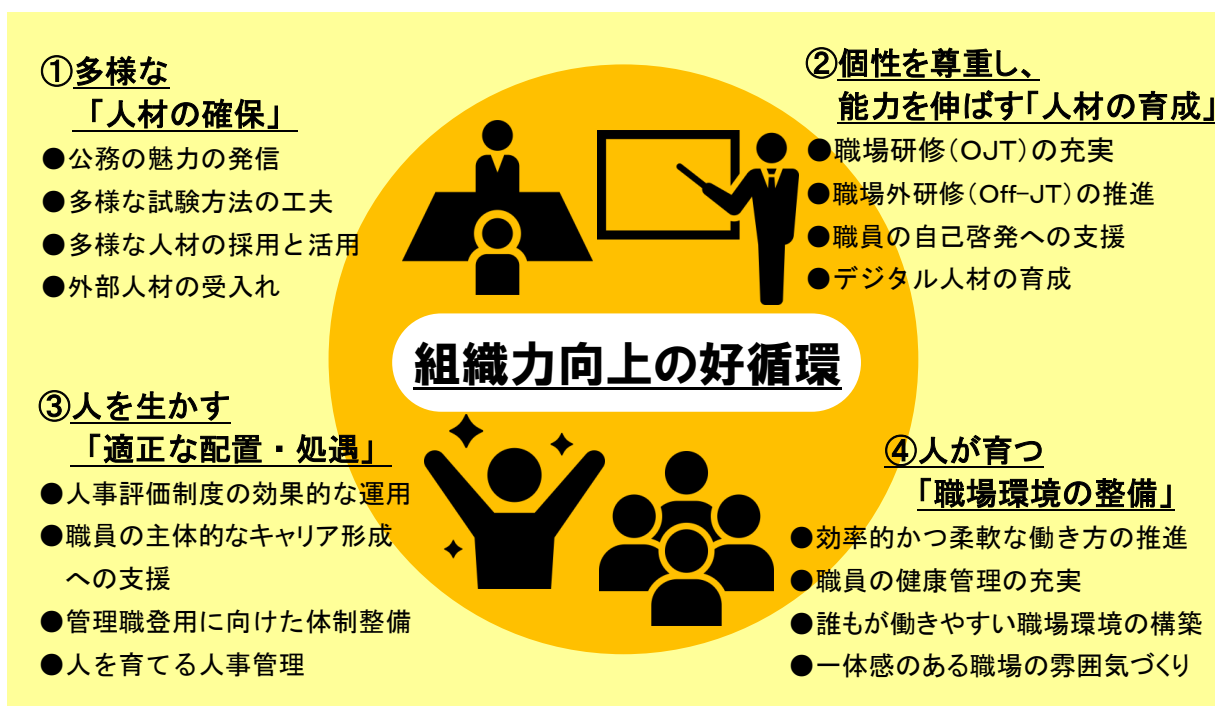 ①多様な
「人材の確保」
●公務の魅力の発信
●多様な試験方法の工夫
●多様な人材の採用と活用
●外部人材の受入れ
②個性を尊重し、
能力を伸ばす「人材の育成」
●職場研修(OJT)の充実
●職場外研修(Off-JT)の推進
●職員の自己啓発への支援
●デジタル人材の育成
組織力向上の好循環
③人を生かす
「適正な配置・処遇」
●人事評価制度の効果的な運用
●職員の主体的なキャリア形成
への支援
●管理職登用に向けた体制整備
●人を育てる人事管理
④人が育つ
「職場環境の整備」
●効率的かつ柔軟な働き方の推進
●職員の健康管理の充実
●誰もが働きやすい職場環境の構築
●一体感のある職場の雰囲気づくり